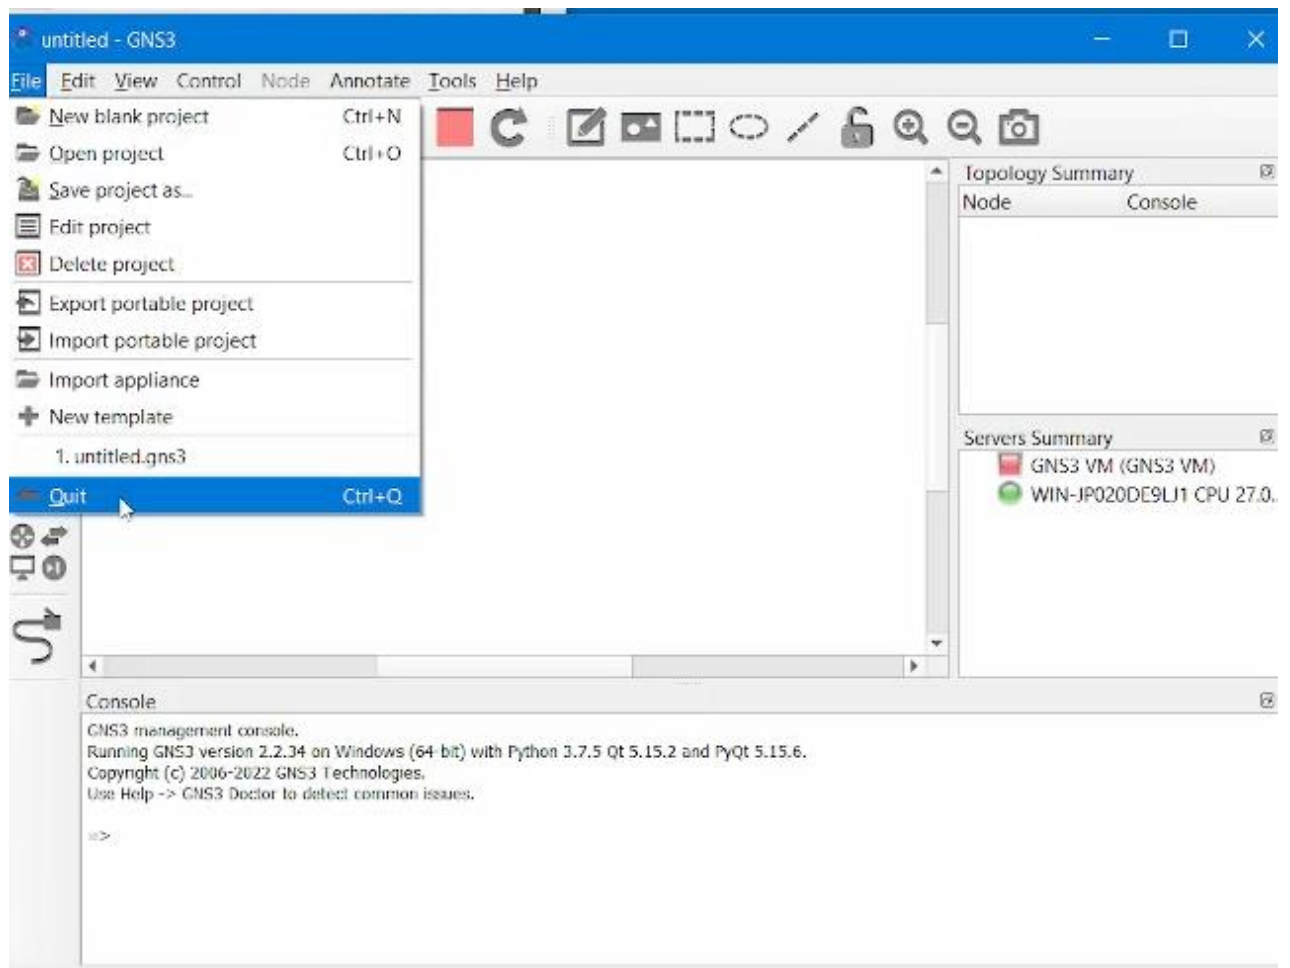 untitled - GNS3
File Edit View Control Node Annotate Tools Help
New blank project Ctrl+N
Open project Ctrl+O
Save project as...
Edit project
Delete project
Export portable project
Import portable project
Import appliance
New template
1. untitled.gns3
Quit Ctrl+Q
Topology Summary
Node Console
Servers Summary
GNS3 VM (GNS3 VM)
WIN-JP020DE9LJ1 CPU 27.0..
Console
GNS3 management console.
Running GNS3 version 2.2.34 on Windows (64-bit) with Python 3.7.5 Qt 5.15.2 and PyQt 5.15.6.
Copyright (c) 2006-2022 GNS3 Technologies.
Use Help -> GNS3 Doctor to detect common issues.
=>